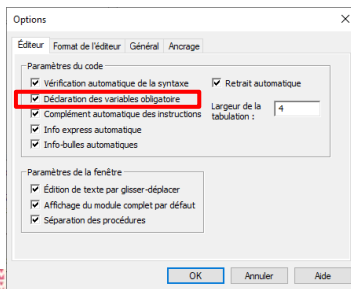 Options
Éditeur Format de l'éditeur Général Ancrage
Paramètres du code
Vérification automatique de la syntaxe Retrait automatique
Déclaration des variables obligatoire
Complément automatique des instructions Largeur de la tabulation : 4
Info express automatique
Info-bulles automatiques
Paramètres de la fenêtre
Édition de texte par glisser-déplacer
Affichage du module complet par défaut
Séparation des procédures
OK Annuler Aide